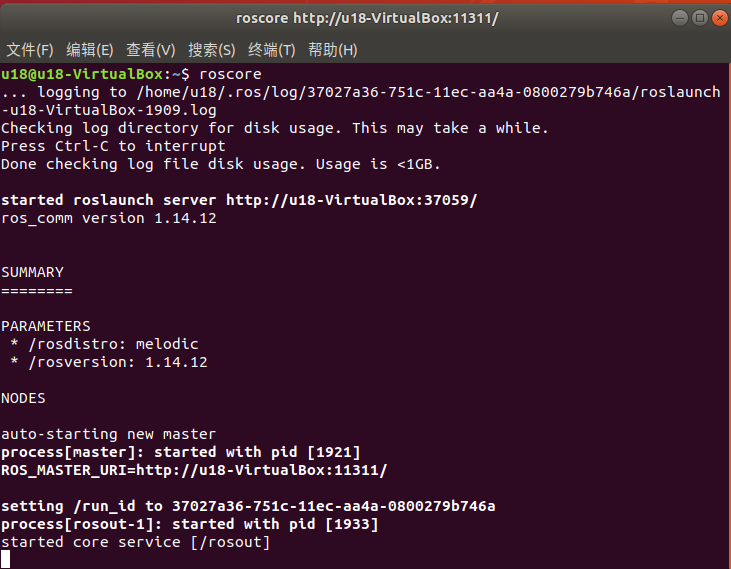 roscore http://u18-VirtualBox:11311/
文件(F) 编辑(E) 查看(V) 搜索(S) 终端(T) 帮助(H)
u18@u18-VirtualBox:~$ roscore
... logging to /home/u18/.ros/log/37027a36-751c-11ec-aa4a-0800279b746a/roslaunch
-u18-VirtualBox-1909.log
Checking log directory for disk usage. This may take a while.
Press Ctrl-C to interrupt
Done checking log file disk usage. Usage is <1GB.
started roslaunch server http://u18-VirtualBox:37059/
ros_comm version 1.14.12
SUMMARY
========
PARAMETERS
 * /rosdistro: melodic
 * /rosversion: 1.14.12
NODES
auto-starting new master
process[master]: started with pid [1921]
ROS_MASTER_URI=http://u18-VirtualBox:11311/
setting /run_id to 37027a36-751c-11ec-aa4a-0800279b746a
process[rosout-1]: started with pid [1933]
started core service [/rosout]